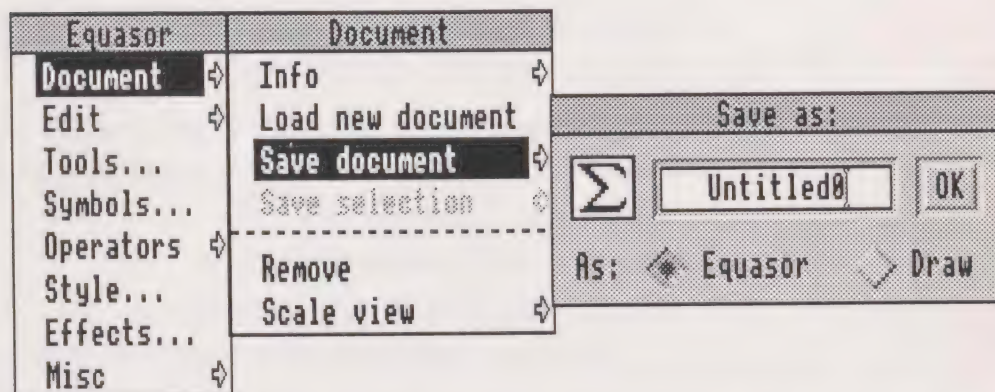 Equasor
Document
Edit
Tools...
Symbols...
Operators
Style...
Effects...
Misc
Document
Info
Load new document
Save document
Save selection
Remove
Scale view
Save as:
Σ
Untitled0
OK
As: Equasor Draw